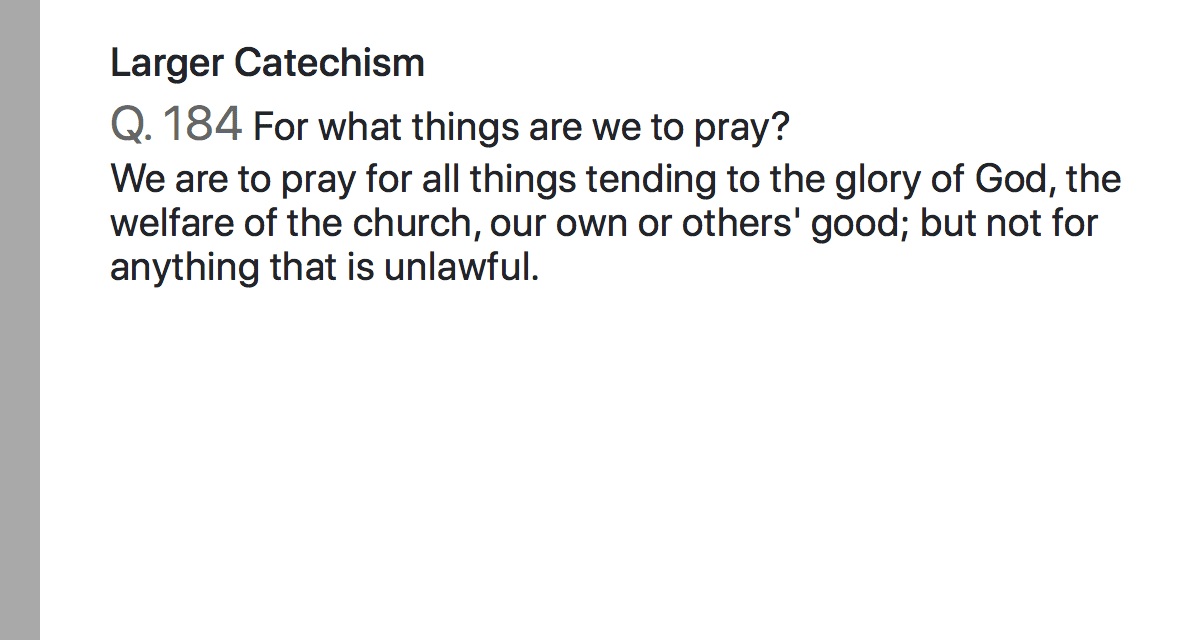 Larger Catechism
Q. 184 For what things are we to pray?
We are to pray for all things tending to the glory of God, the
welfare of the church, our own or others' good; but not for
anything that is unlawful.